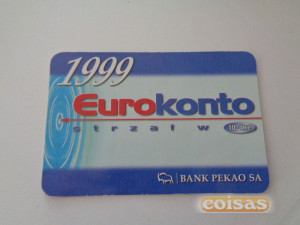 1999
Eurokonto
strzał w
BANK PEKAO SA
coisas